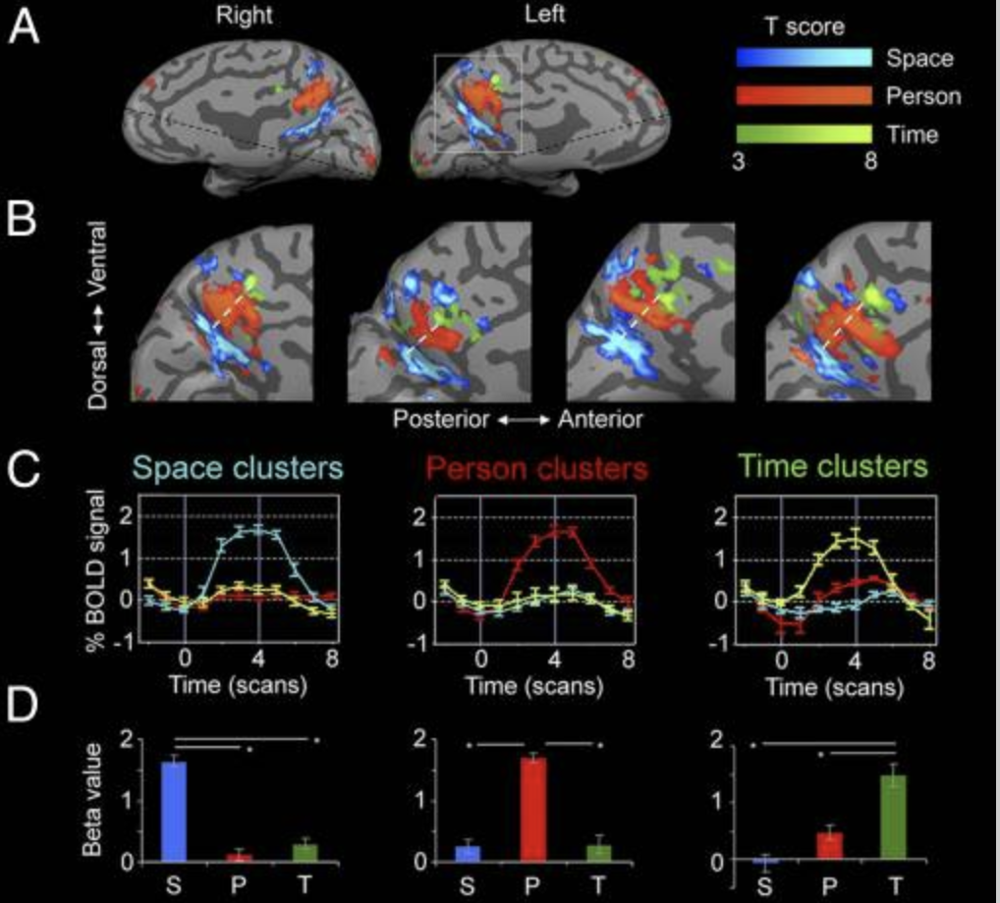 A
Right
Left
T score
Space
Person
Time
3 8
B
Dorsal ↔ Ventral
Posterior ↔ Anterior
C
Space clusters
Person clusters
Time clusters
% BOLD signal
2
1
0
-1
0 4 8
Time (scans)
2
1
0
-1
0 4 8
Time (scans)
2
1
0
-1
0 4 8
Time (scans)
D
Beta value
2
1
0
S P T
* *
2
1
0
S P T
* *
2
1
0
S P T
* *